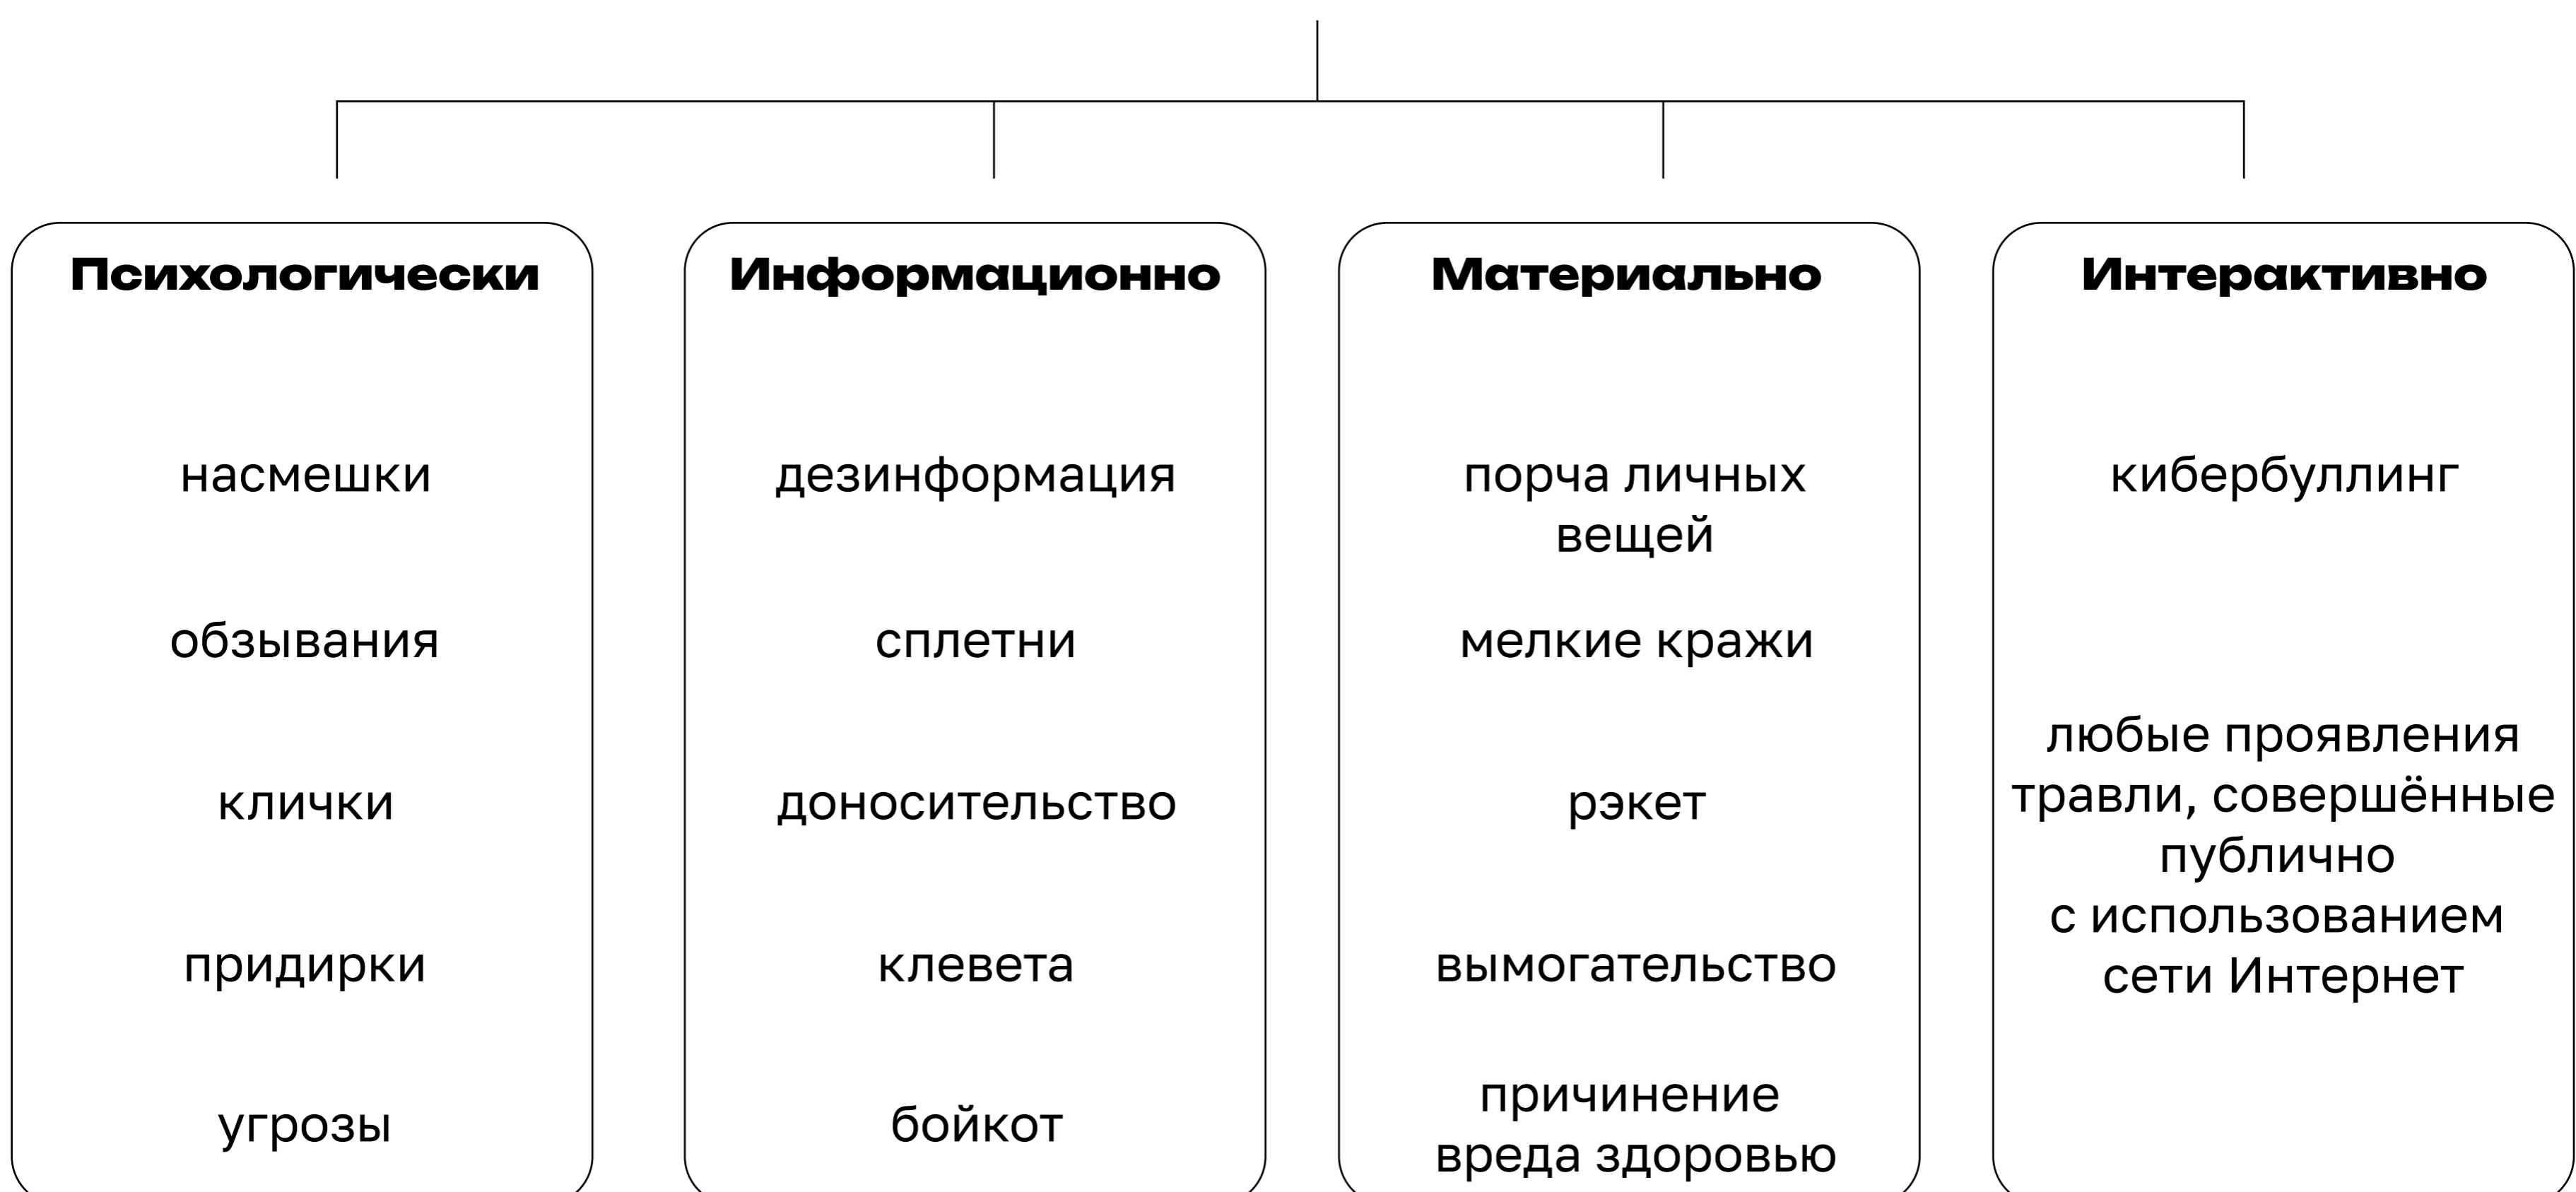 Психологически
насмешки
обзывания
клички
придирки
угрозы
Информационно
дезинформация
сплетни
доносительство
клевета
бойкот
Материально
порча личных
вещей
мелкие кражи
рэкет
вымогательство
причинение
вреда здоровью
Интерактивно
кибербуллинг
любые проявления
травли, совершённые
публично
с использованием
сети Интернет